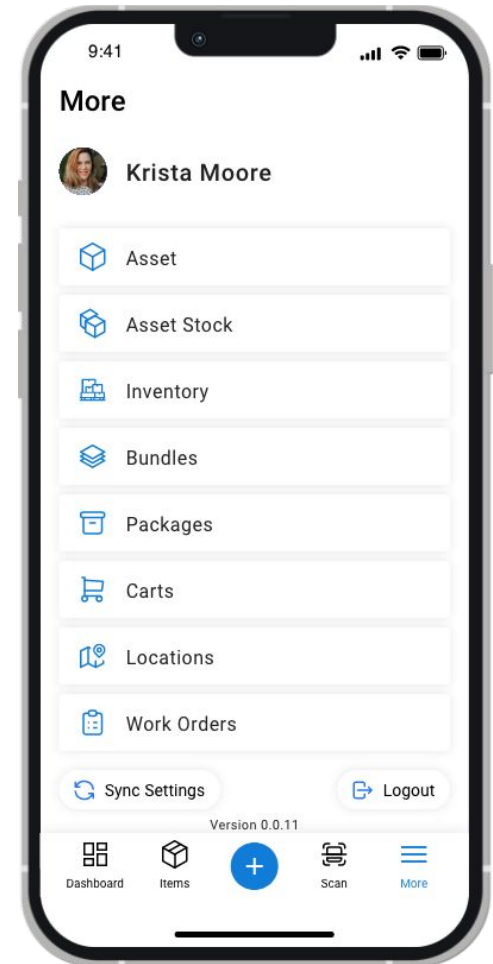 9:41
More
Krista Moore
Asset
Asset Stock
Inventory
Bundles
Packages
Carts
Locations
Work Orders
Sync Settings Logout
Version 0.0.11
Dashboard Items Scan More